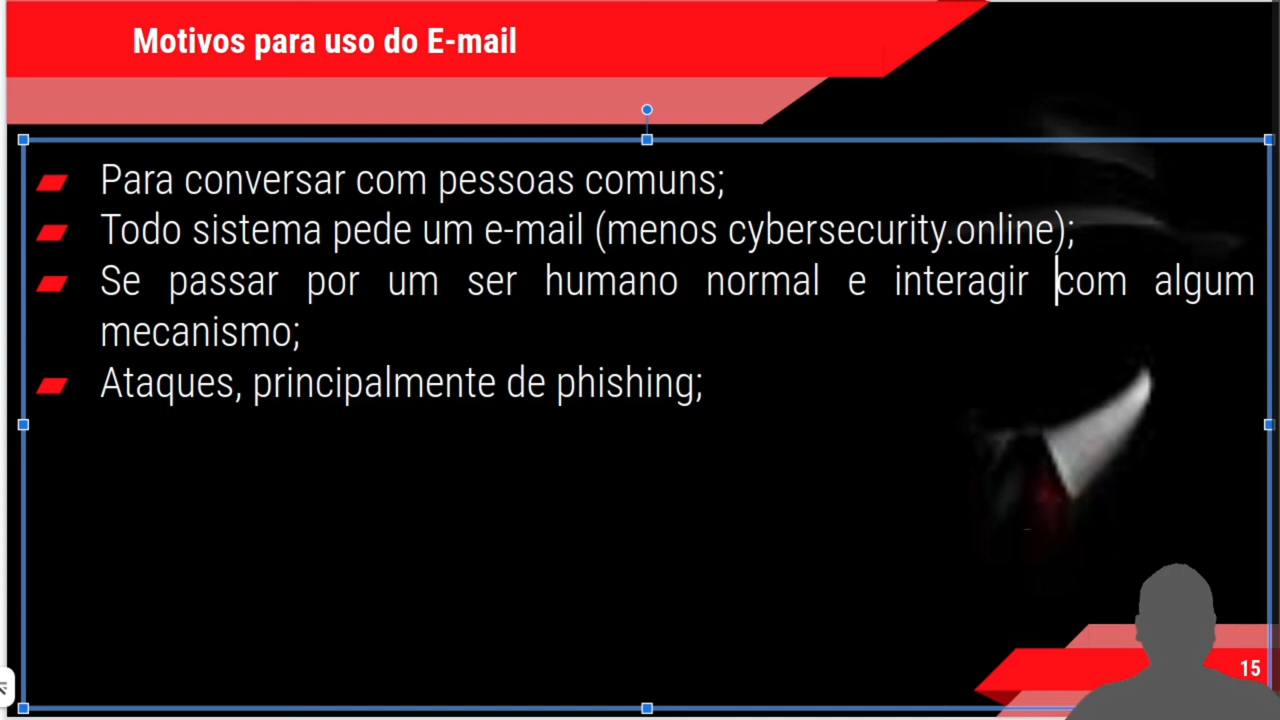 Motivos para uso do E-mail
Para conversar com pessoas comuns;
Todo sistema pede um e-mail (menos cybersecurity.online);
Se passar por um ser humano normal e interagir com algum
mecanismo;
Ataques, principalmente de phishing;
15